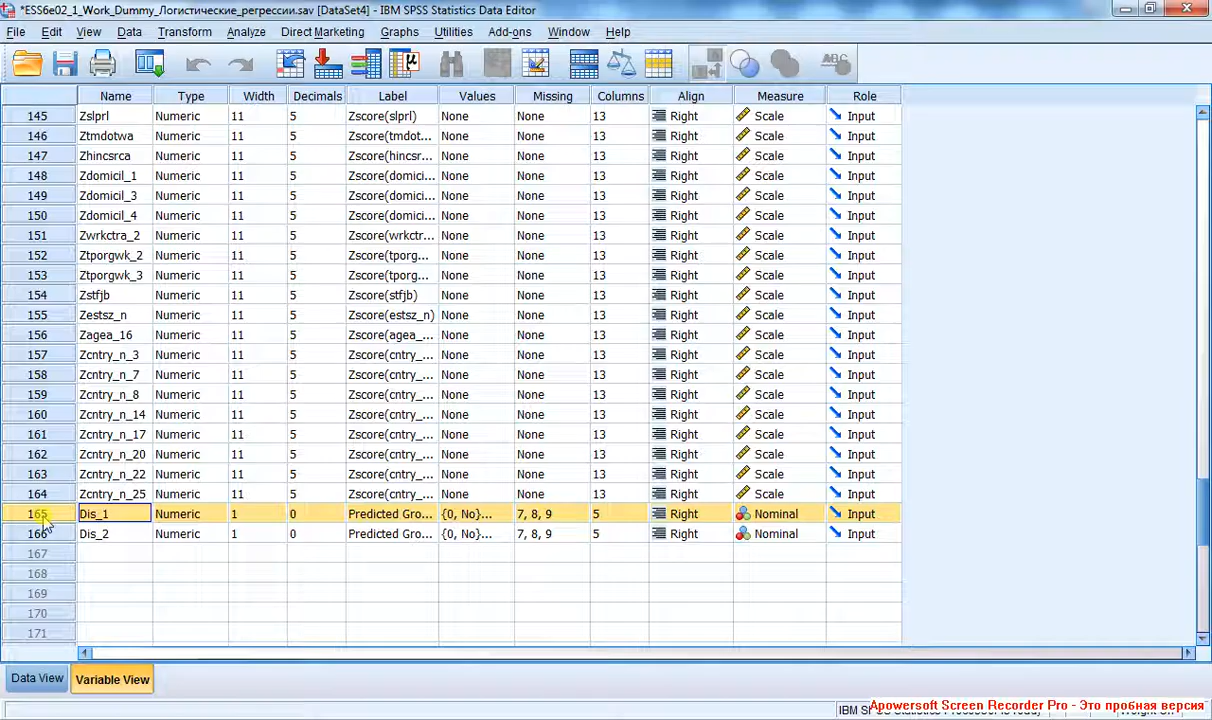 *ESS6e02_1_Work_Dummy_Логистические_регрессии.sav [DataSet4] - IBM SPSS Statistics Data Editor
File Edit View Data Transform Analyze Direct Marketing Graphs Utilities Add-ons Window Help
Name Type Width Decimals Label Values Missing Columns Align Measure Role
145 Zslprl Numeric 11 5 Zscore(slprl) None None 13 Right Scale Input
146 Ztmdotwa Numeric 11 5 Zscore(tmdot... None None 13 Right Scale Input
147 Zhincsrca Numeric 11 5 Zscore(hincsr... None None 13 Right Scale Input
148 Zdomicil_1 Numeric 11 5 Zscore(domici... None None 13 Right Scale Input
149 Zdomicil_3 Numeric 11 5 Zscore(domici... None None 13 Right Scale Input
150 Zdomicil_4 Numeric 11 5 Zscore(domici... None None 13 Right Scale Input
151 Zwrkctra_2 Numeric 11 5 Zscore(wrkctr... None None 13 Right Scale Input
152 Ztporgwk_2 Numeric 11 5 Zscore(tporg... None None 13 Right Scale Input
153 Ztporgwk_3 Numeric 11 5 Zscore(tporg... None None 13 Right Scale Input
154 Zstfjb Numeric 11 5 Zscore(stfjb) None None 13 Right Scale Input
155 Zestsz_n Numeric 11 5 Zscore(estsz_n) None None 13 Right Scale Input
156 Zagea_16 Numeric 11 5 Zscore(agea_... None None 13 Right Scale Input
157 Zcntry_n_3 Numeric 11 5 Zscore(cntry_... None None 13 Right Scale Input
158 Zcntry_n_7 Numeric 11 5 Zscore(cntry_... None None 13 Right Scale Input
159 Zcntry_n_8 Numeric 11 5 Zscore(cntry_... None None 13 Right Scale Input
160 Zcntry_n_14 Numeric 11 5 Zscore(cntry_... None None 13 Right Scale Input
161 Zcntry_n_17 Numeric 11 5 Zscore(cntry_... None None 13 Right Scale Input
162 Zcntry_n_20 Numeric 11 5 Zscore(cntry_... None None 13 Right Scale Input
163 Zcntry_n_22 Numeric 11 5 Zscore(cntry_... None None 13 Right Scale Input
164 Zcntry_n_25 Numeric 11 5 Zscore(cntry_... None None 13 Right Scale Input
165 Dis_1 Numeric 1 0 Predicted Gro... {0, No}... 7, 8, 9 5 Right Nominal Input
166 Dis_2 Numeric 1 0 Predicted Gro... {0, No}... 7, 8, 9 5 Right Nominal Input
167
168
169
170
171
Data View Variable View
IBM SPSS Statistics
Apowersoft Screen Recorder Pro - Это пробная версия